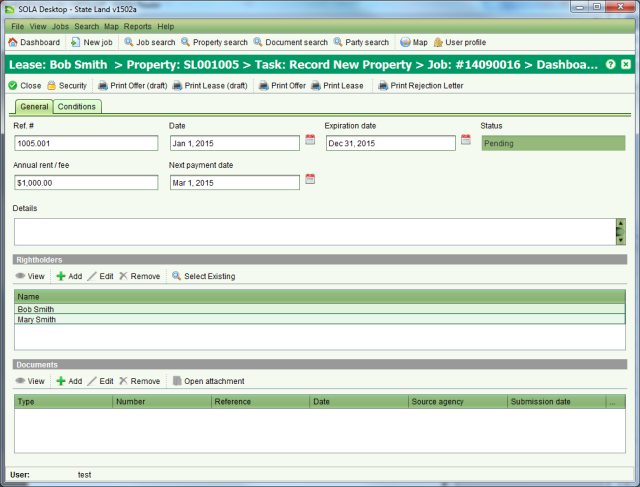 SOLA Desktop - State Land v1502a
File View Jobs Search Map Reports Help
Dashboard New job Job search Property search Document search Party search Map User profile
Lease: Bob Smith > Property: SL001005 > Task: Record New Property > Job: #14090016 > Dashboa...
Close Security Print Offer (draft) Print Lease (draft) Print Offer Print Lease Print Rejection Letter
General Conditions
Ref. # Date Expiration date Status
1005.001 Jan 1, 2015 Dec 31, 2015 Pending
Annual rent / fee Next payment date
$1,000.00 Mar 1, 2015
Details
Rightholders
View Add Edit Remove Select Existing
Name
Bob Smith
Mary Smith
Documents
View Add Edit Remove Open attachment
Type Number Reference Date Source agency Submission date ...
User: test